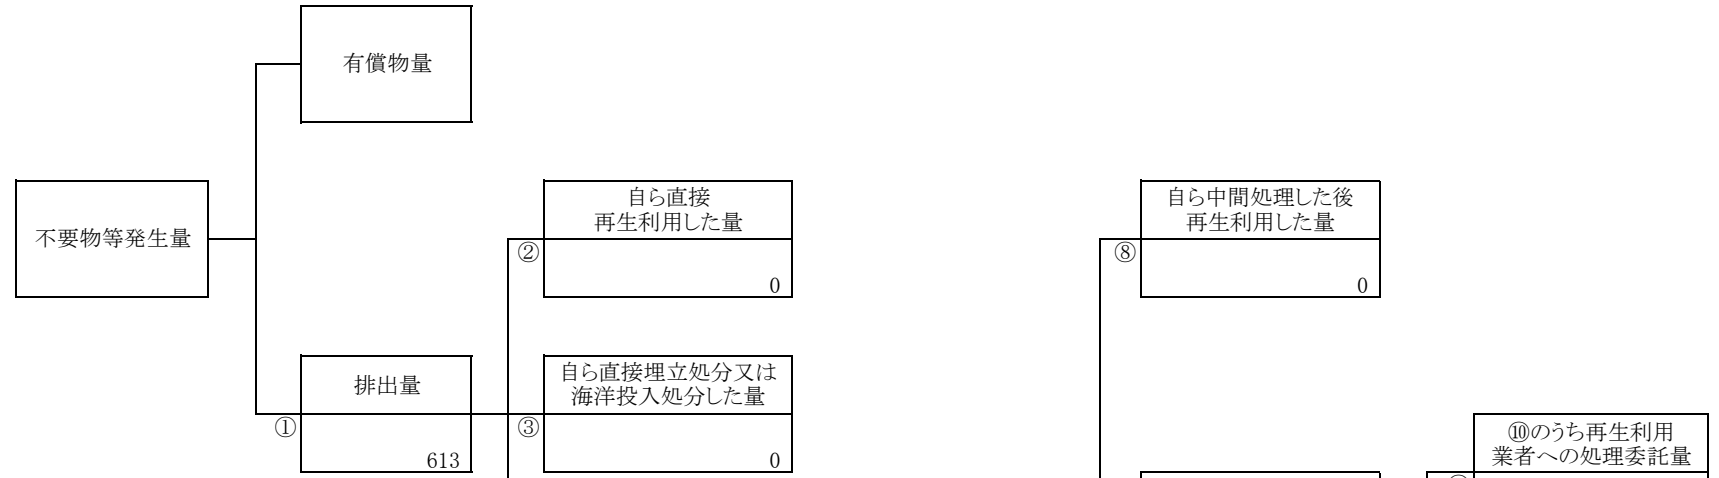 有償物量
不要物等発生量
自ら直接
再生利用した量
②
0
自ら中間処理した後
再生利用した量
⑧
0
排出量
①
613
自ら直接埋立処分又は
海洋投入処分した量
③
0
⑩のうち再生利用
業者への処理委託量